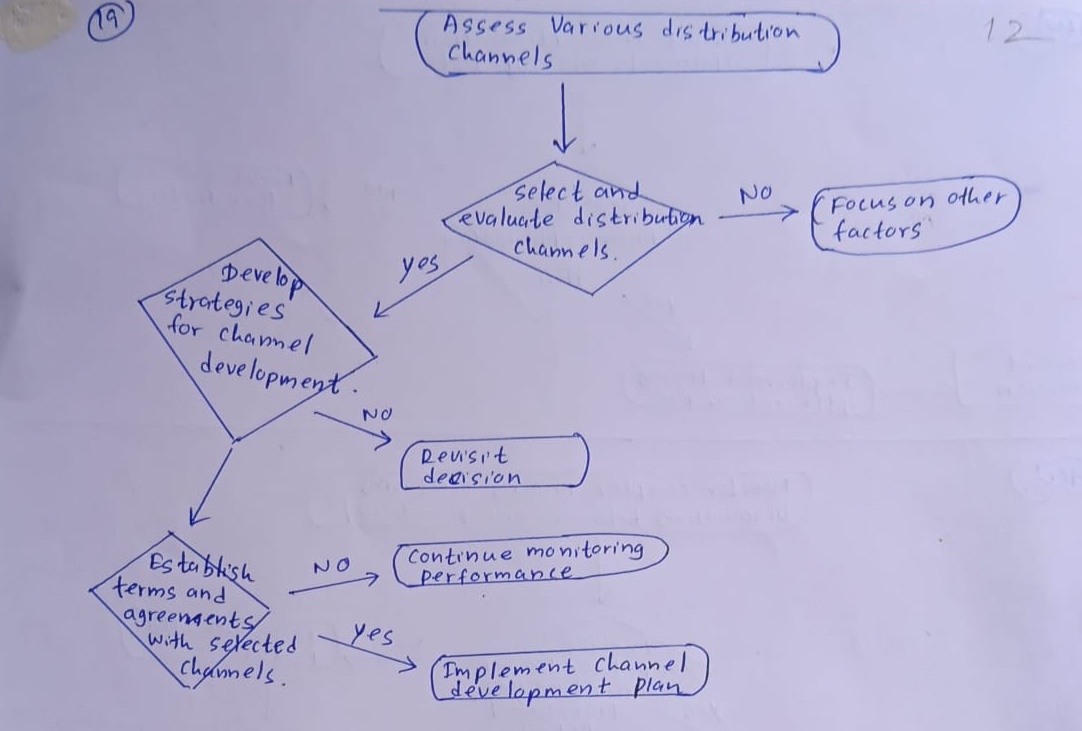 19
12
Assess Various distribution
Channels
Select and
evaluate distribution
channels.
NO
Focus on other
factors
yes
Develop
strategies
for channel
development.
NO
Revisit
decision
Establish
terms and
agreements
with selected
channels.
NO
Continue monitoring
performance
Yes
Implement channel
development plan